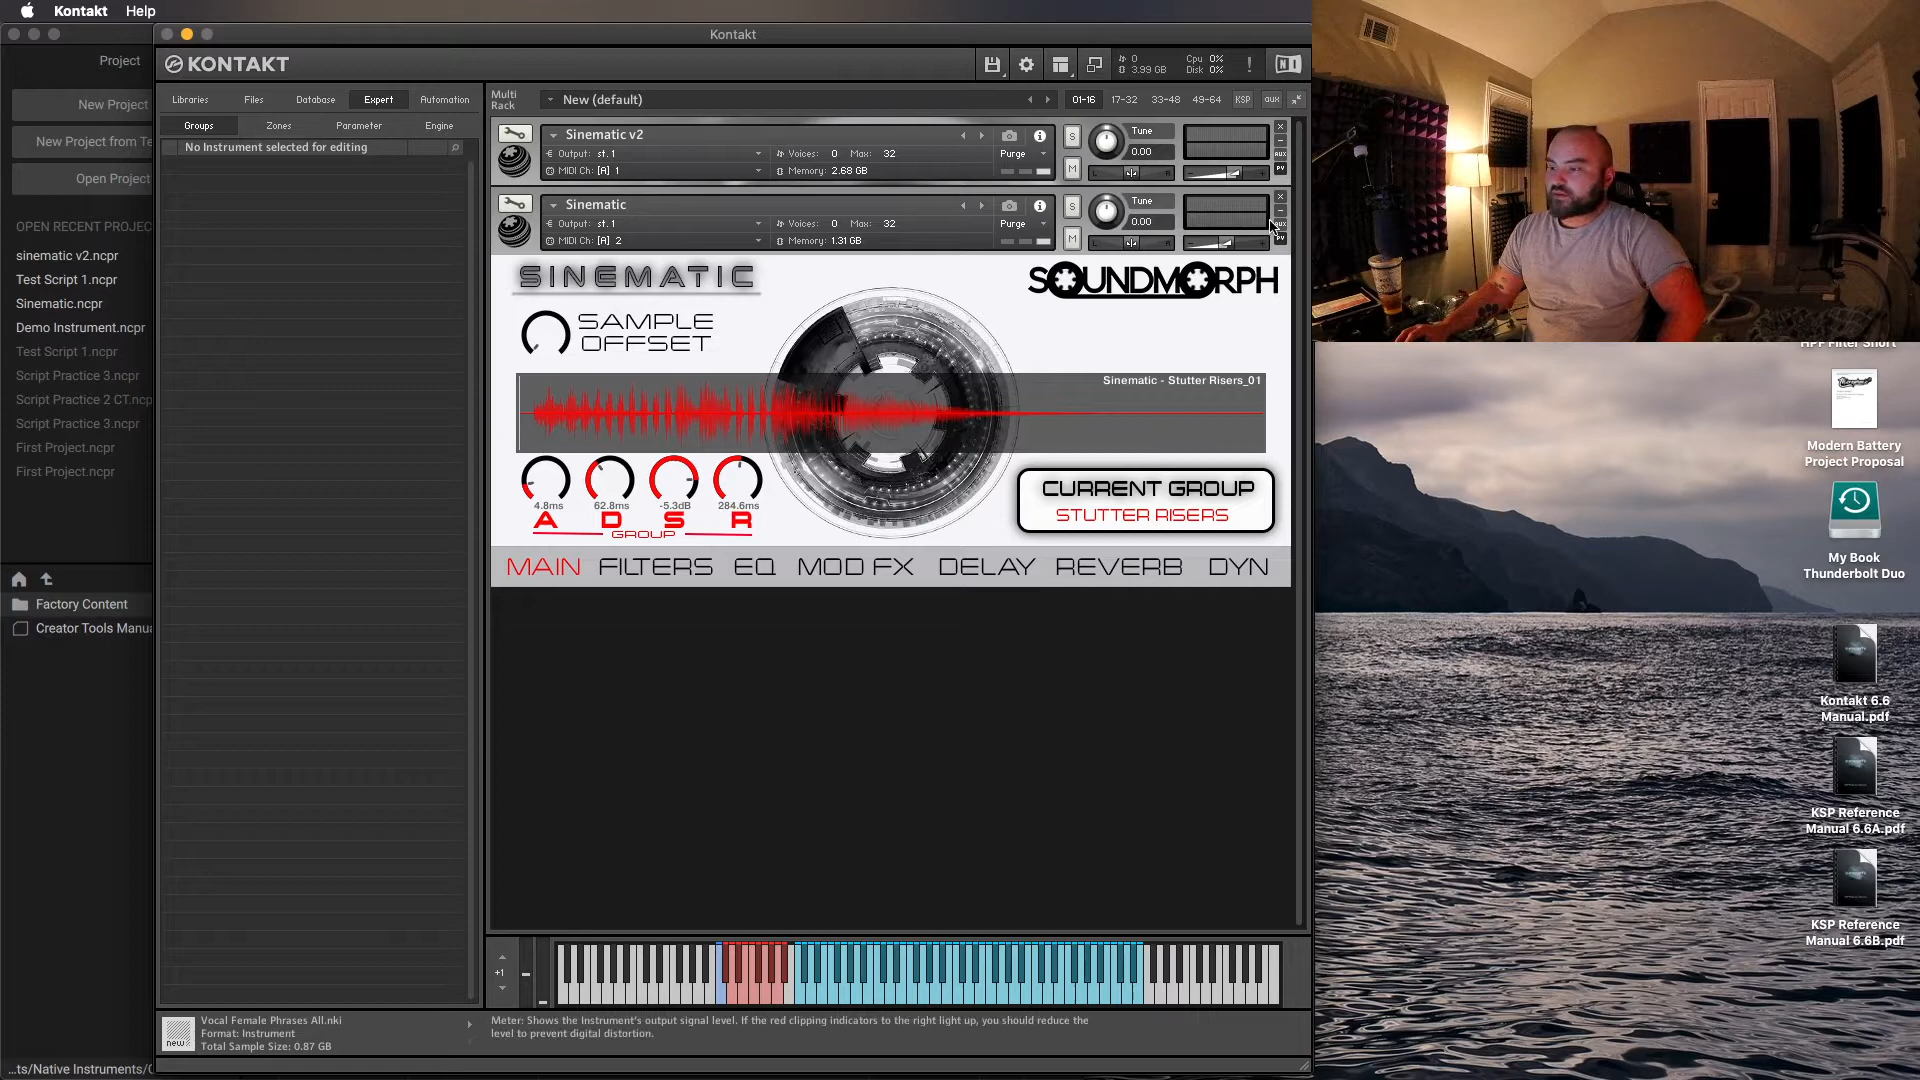 Kontakt Help
Project
New Project
New Project from Te
Open Project
OPEN RECENT PROJEC
sinematic v2.ncpr
Test Script 1.ncpr
Sinematic.ncpr
Demo Instrument.ncpr
Test Script 1.ncpr
Script Practice 3.ncpr
Script Practice 2 CT.ncp
Script Practice 3.ncpr
First Project.ncpr
First Project.ncpr
Factory Content
Creator Tools Manua
...ts/Native Instruments/C
Kontakt
KONTAKT
0
3.99 GB
Cpu 0%
Disk 0%
!
NI
Libraries Files Database Expert Automation
Groups Zones Parameter Engine
No Instrument selected for editing
Multi
Rack
New (default)
01-16 17-32 33-48 49-64 KSP aux
Sinematic v2
Output: st. 1 Voices: 0 Max: 32 Purge
MIDI Ch: [A] 1 Memory: 2.68 GB
S
M
Tune
0.00
L R
AUX
PV
Sinematic
Output: st. 1 Voices: 0 Max: 32 Purge
MIDI Ch: [A] 2 Memory: 1.31 GB
S
M
Tune
0.00
L R
AUX
PV
SINEMATIC
SOUNDMORPH
SAMPLE
OFFSET
Sinematic - Stutter Risers_01
4.8ms 62.8ms -5.3dB 284.6ms
A D S R
GROUP
CURRENT GROUP
STUTTER RISERS
MAIN FILTERS EQ MOD FX DELAY REVERB DYN
+1
new
Vocal Female Phrases All.nki
Format: Instrument
Total Sample Size: 0.87 GB
Meter: Shows the Instrument's output signal level. If the red clipping indicators to the right light up, you should reduce the
level to prevent digital distortion.
HPF Filter Short
Modern Battery
Project Proposal
My Book
Thunderbolt Duo
Kontakt 6.6
Manual.pdf
KSP Reference
Manual 6.6A.pdf
KSP Reference
Manual 6.6B.pdf